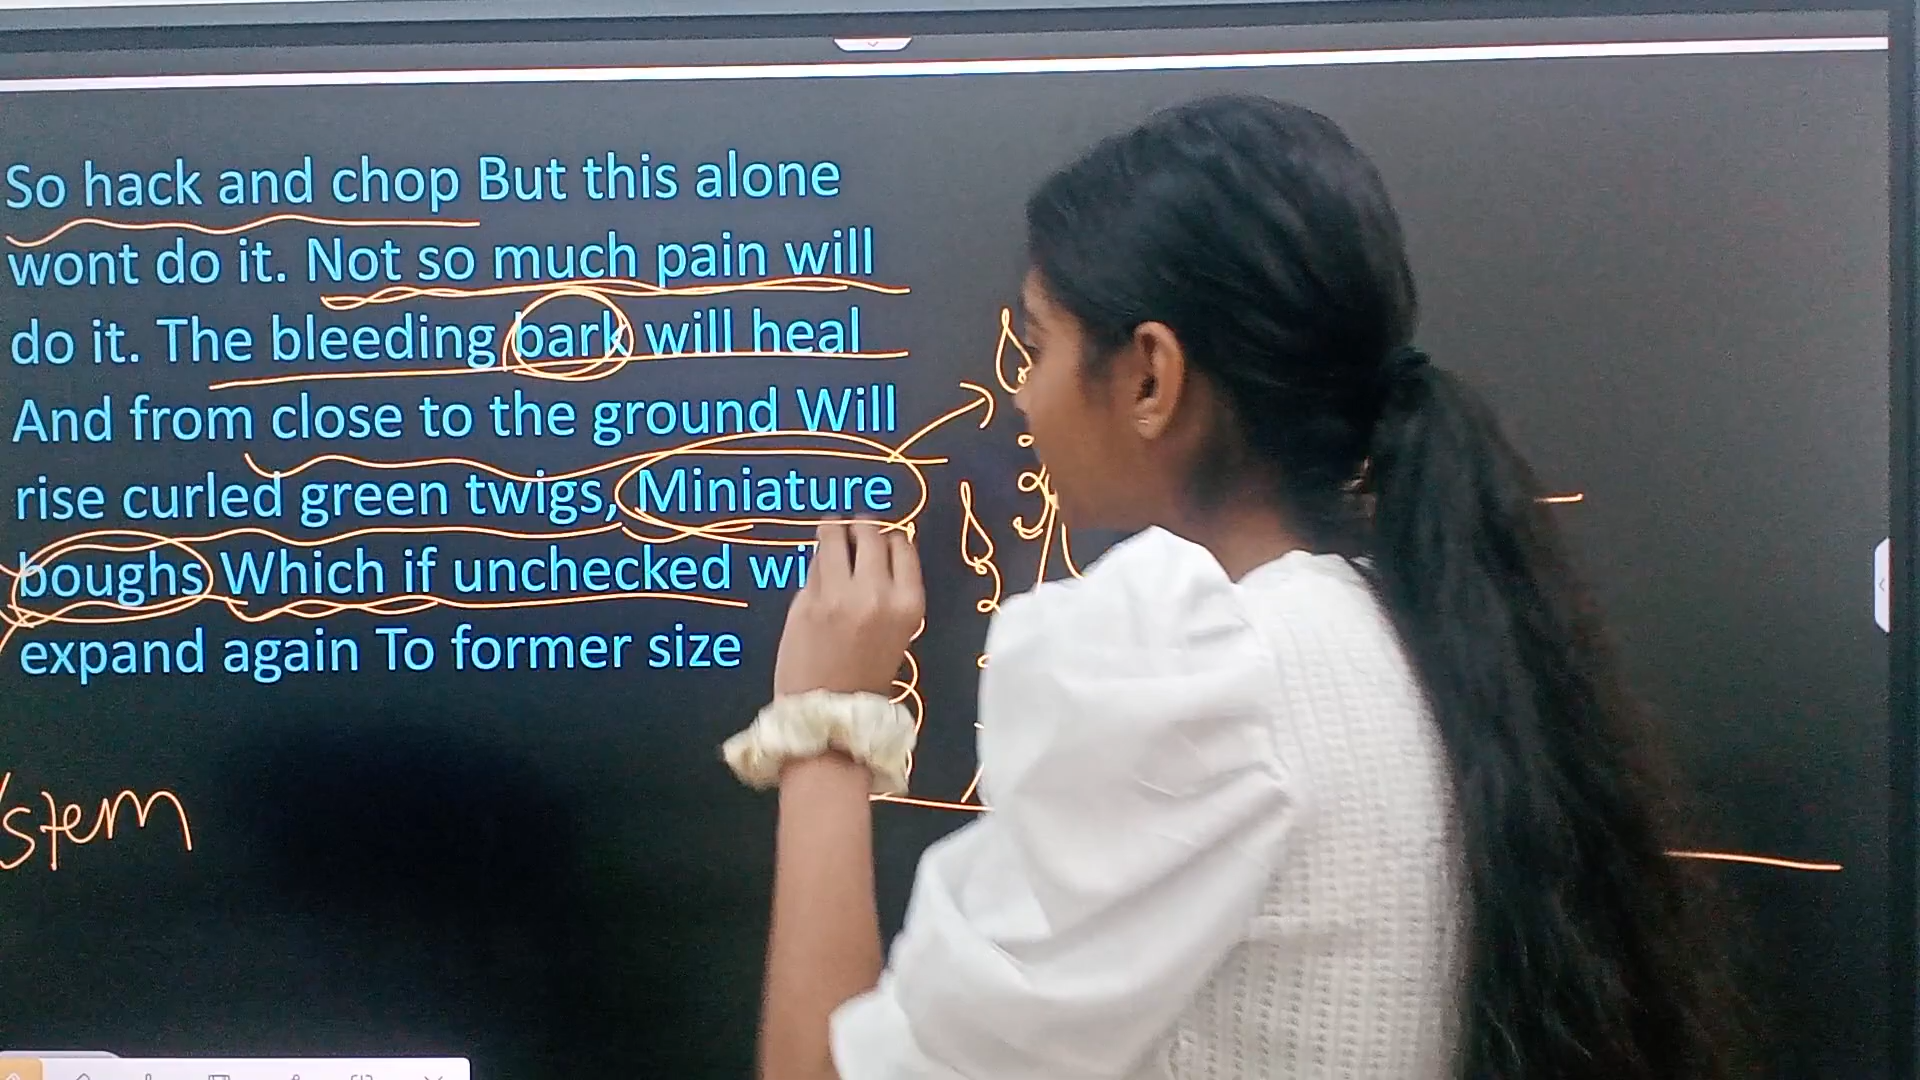 So hack and chop But this alone
wont do it. Not so much pain will
do it. The bleeding bark will heal
And from close to the ground Will
rise curled green twigs, Miniature
boughs Which if unchecked
expand again To former size
stem